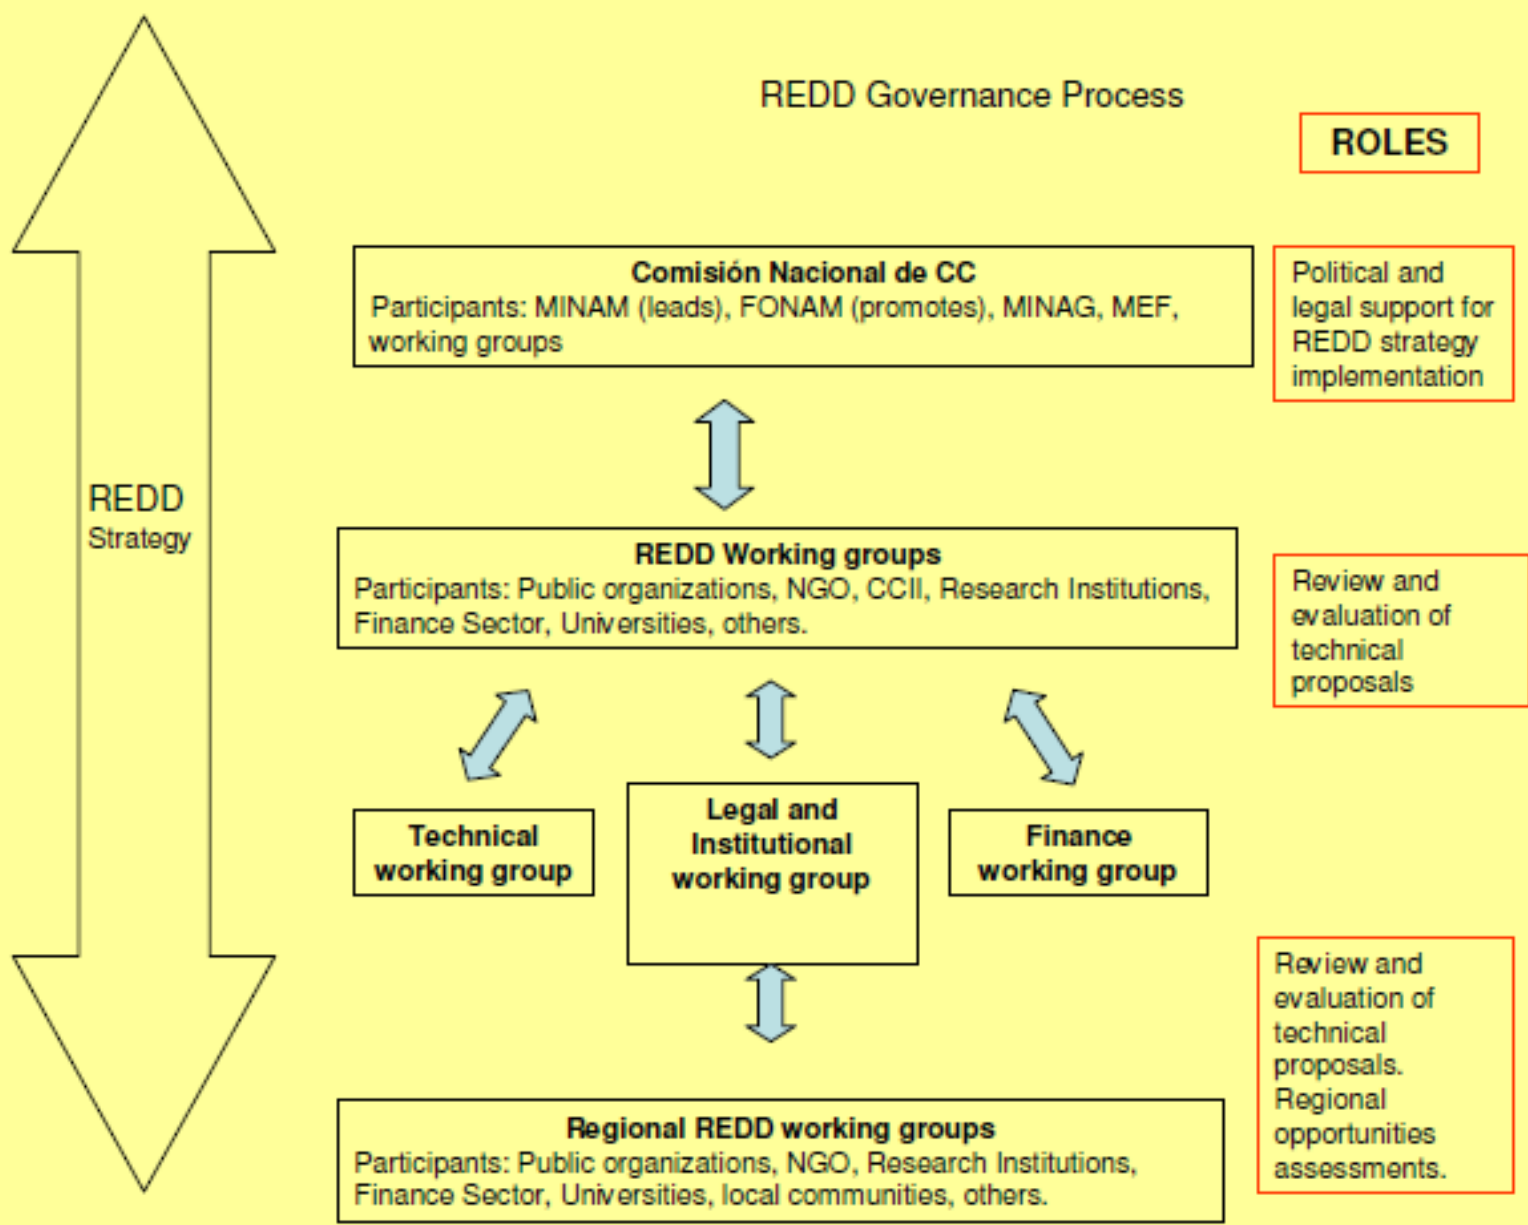 REDD Governance Process
ROLES
Comisión Nacional de CC
Participants: MINAM (leads), FONAM (promotes), MINAG, MEF,
working groups
Political and
legal support for
REDD strategy
implementation
REDD
Strategy
REDD Working groups
Participants: Public organizations, NGO, CCII, Research Institutions,
Finance Sector, Universities, others.
Review and
evaluation of
technical
proposals
Technical
working group
Legal and
Institutional
working group
Finance
working group
Review and
evaluation of
technical
proposals.
Regional
opportunities
assessments.
Regional REDD working groups
Participants: Public organizations, NGO, Research Institutions,
Finance Sector, Universities, local communities, others.